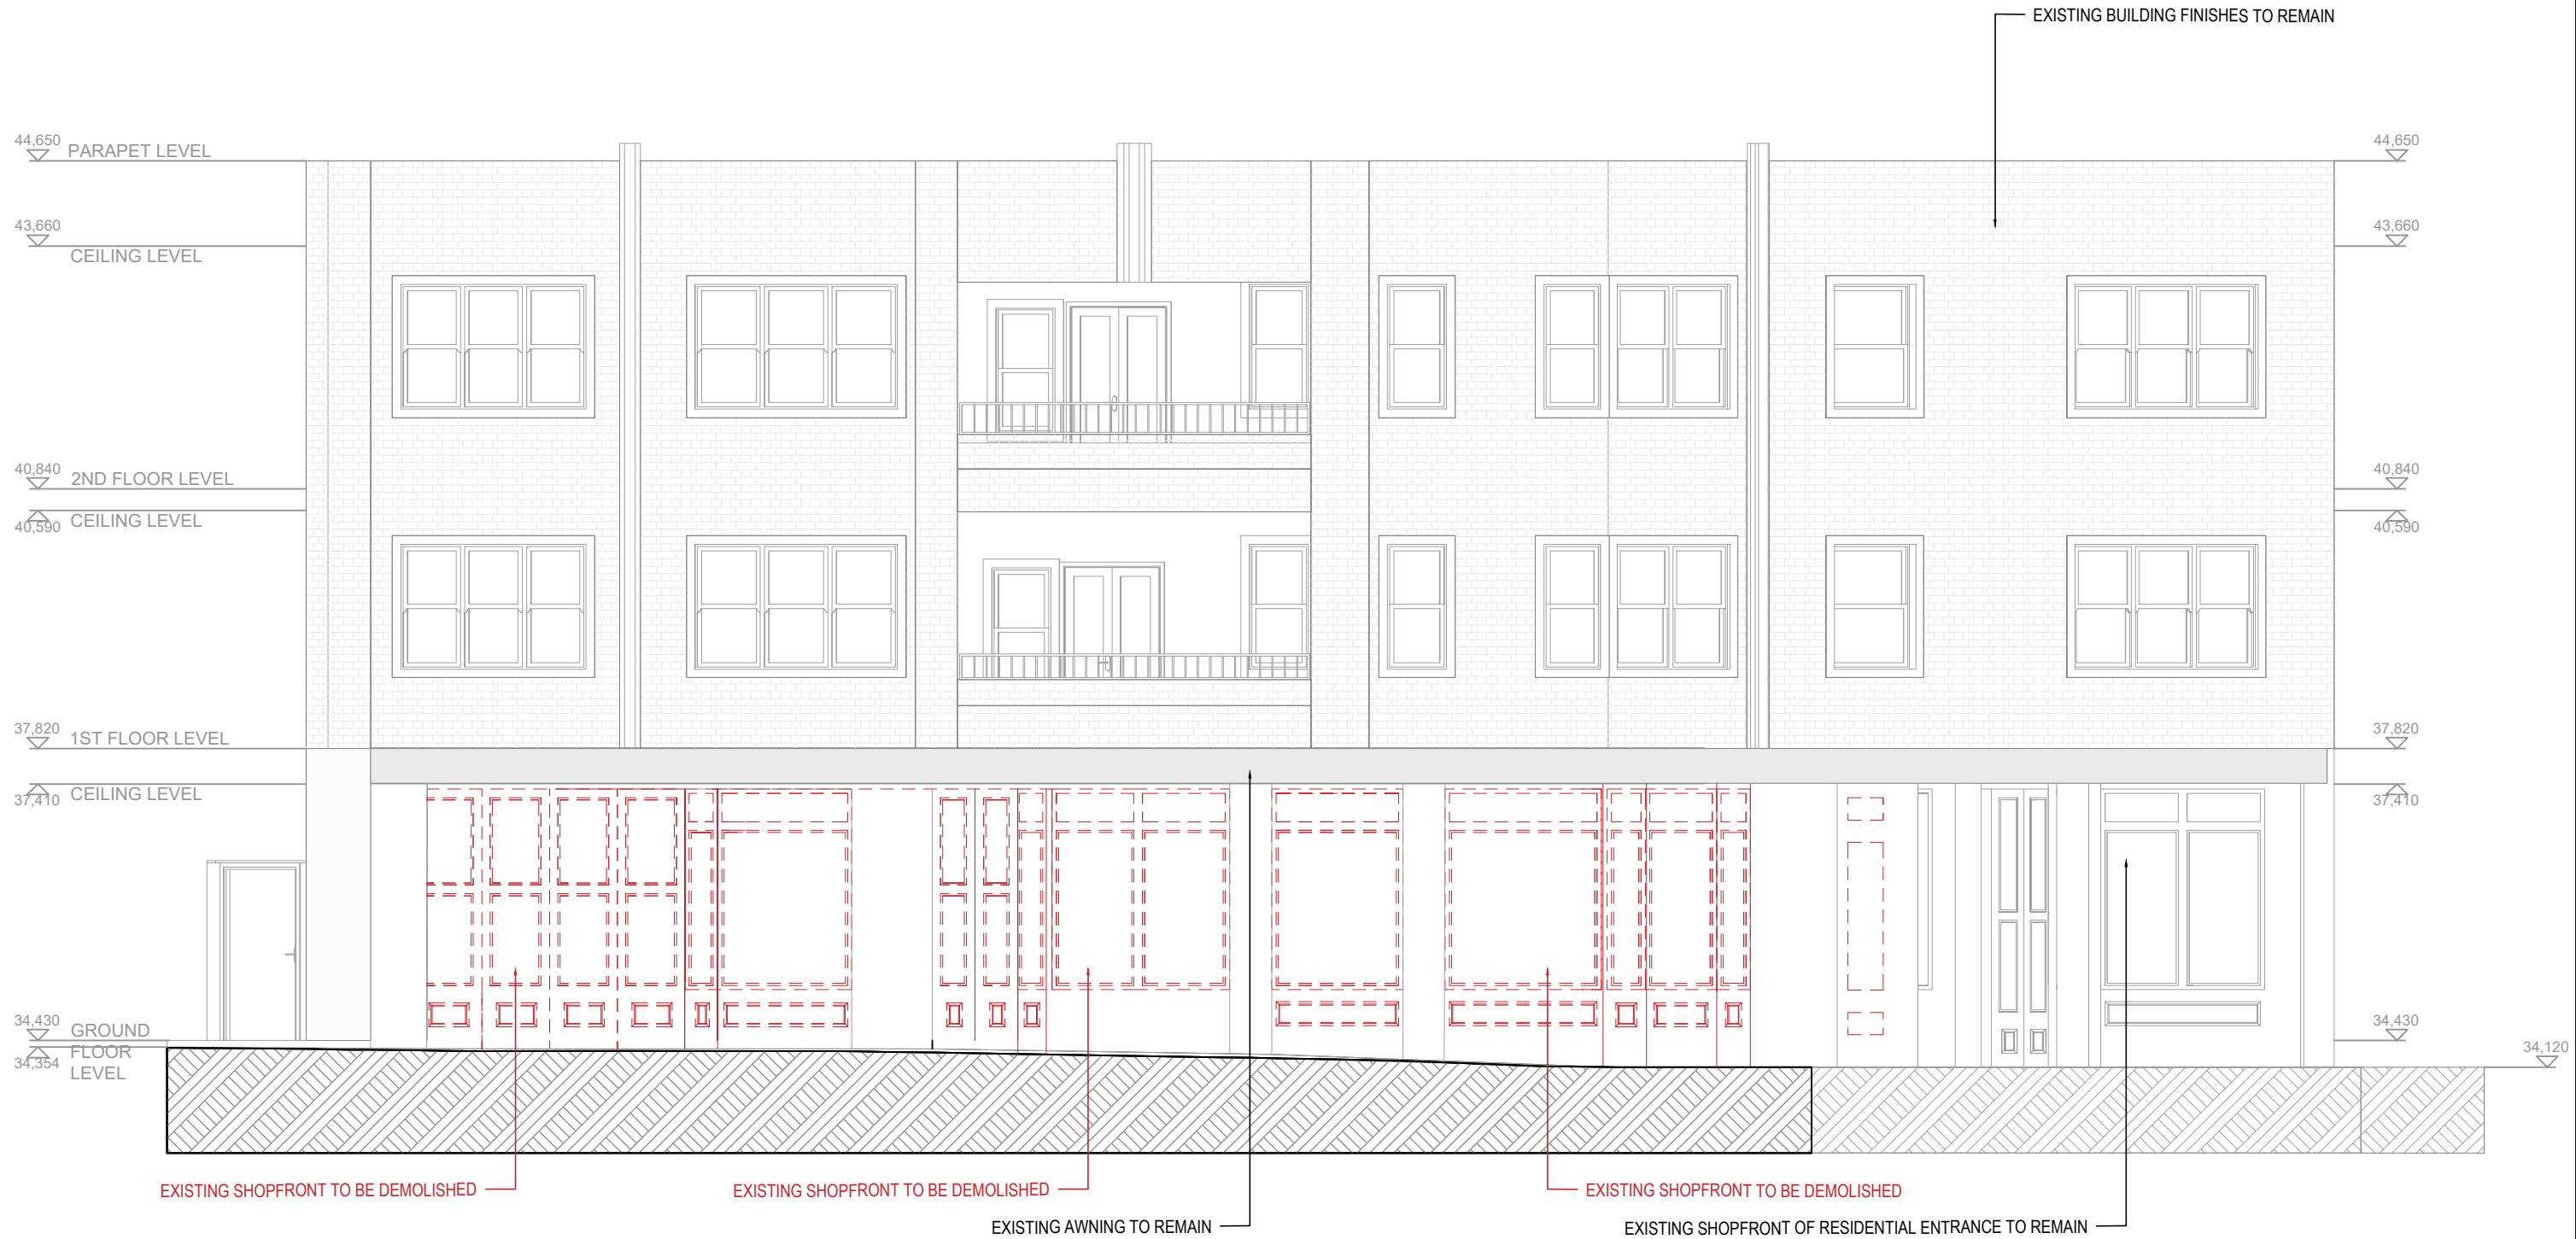 EXISTING BUILDING FINISHES TO REMAIN
44,650
PARAPET LEVEL
44,650
43,660
CEILING LEVEL
43,660
40,840
2ND FLOOR LEVEL
40,840
CEILING LEVEL
40,590
40,590
37,820
1ST FLOOR LEVEL
37,820
CEILING LEVEL
37,410
37,410
34,430
GROUND
FLOOR
LEVEL
34,354
34,430
34,120
EXISTING SHOPFRONT TO BE DEMOLISHED
EXISTING SHOPFRONT TO BE DEMOLISHED
EXISTING SHOPFRONT TO BE DEMOLISHED
EXISTING AWNING TO REMAIN
EXISTING SHOPFRONT OF RESIDENTIAL ENTRANCE TO REMAIN